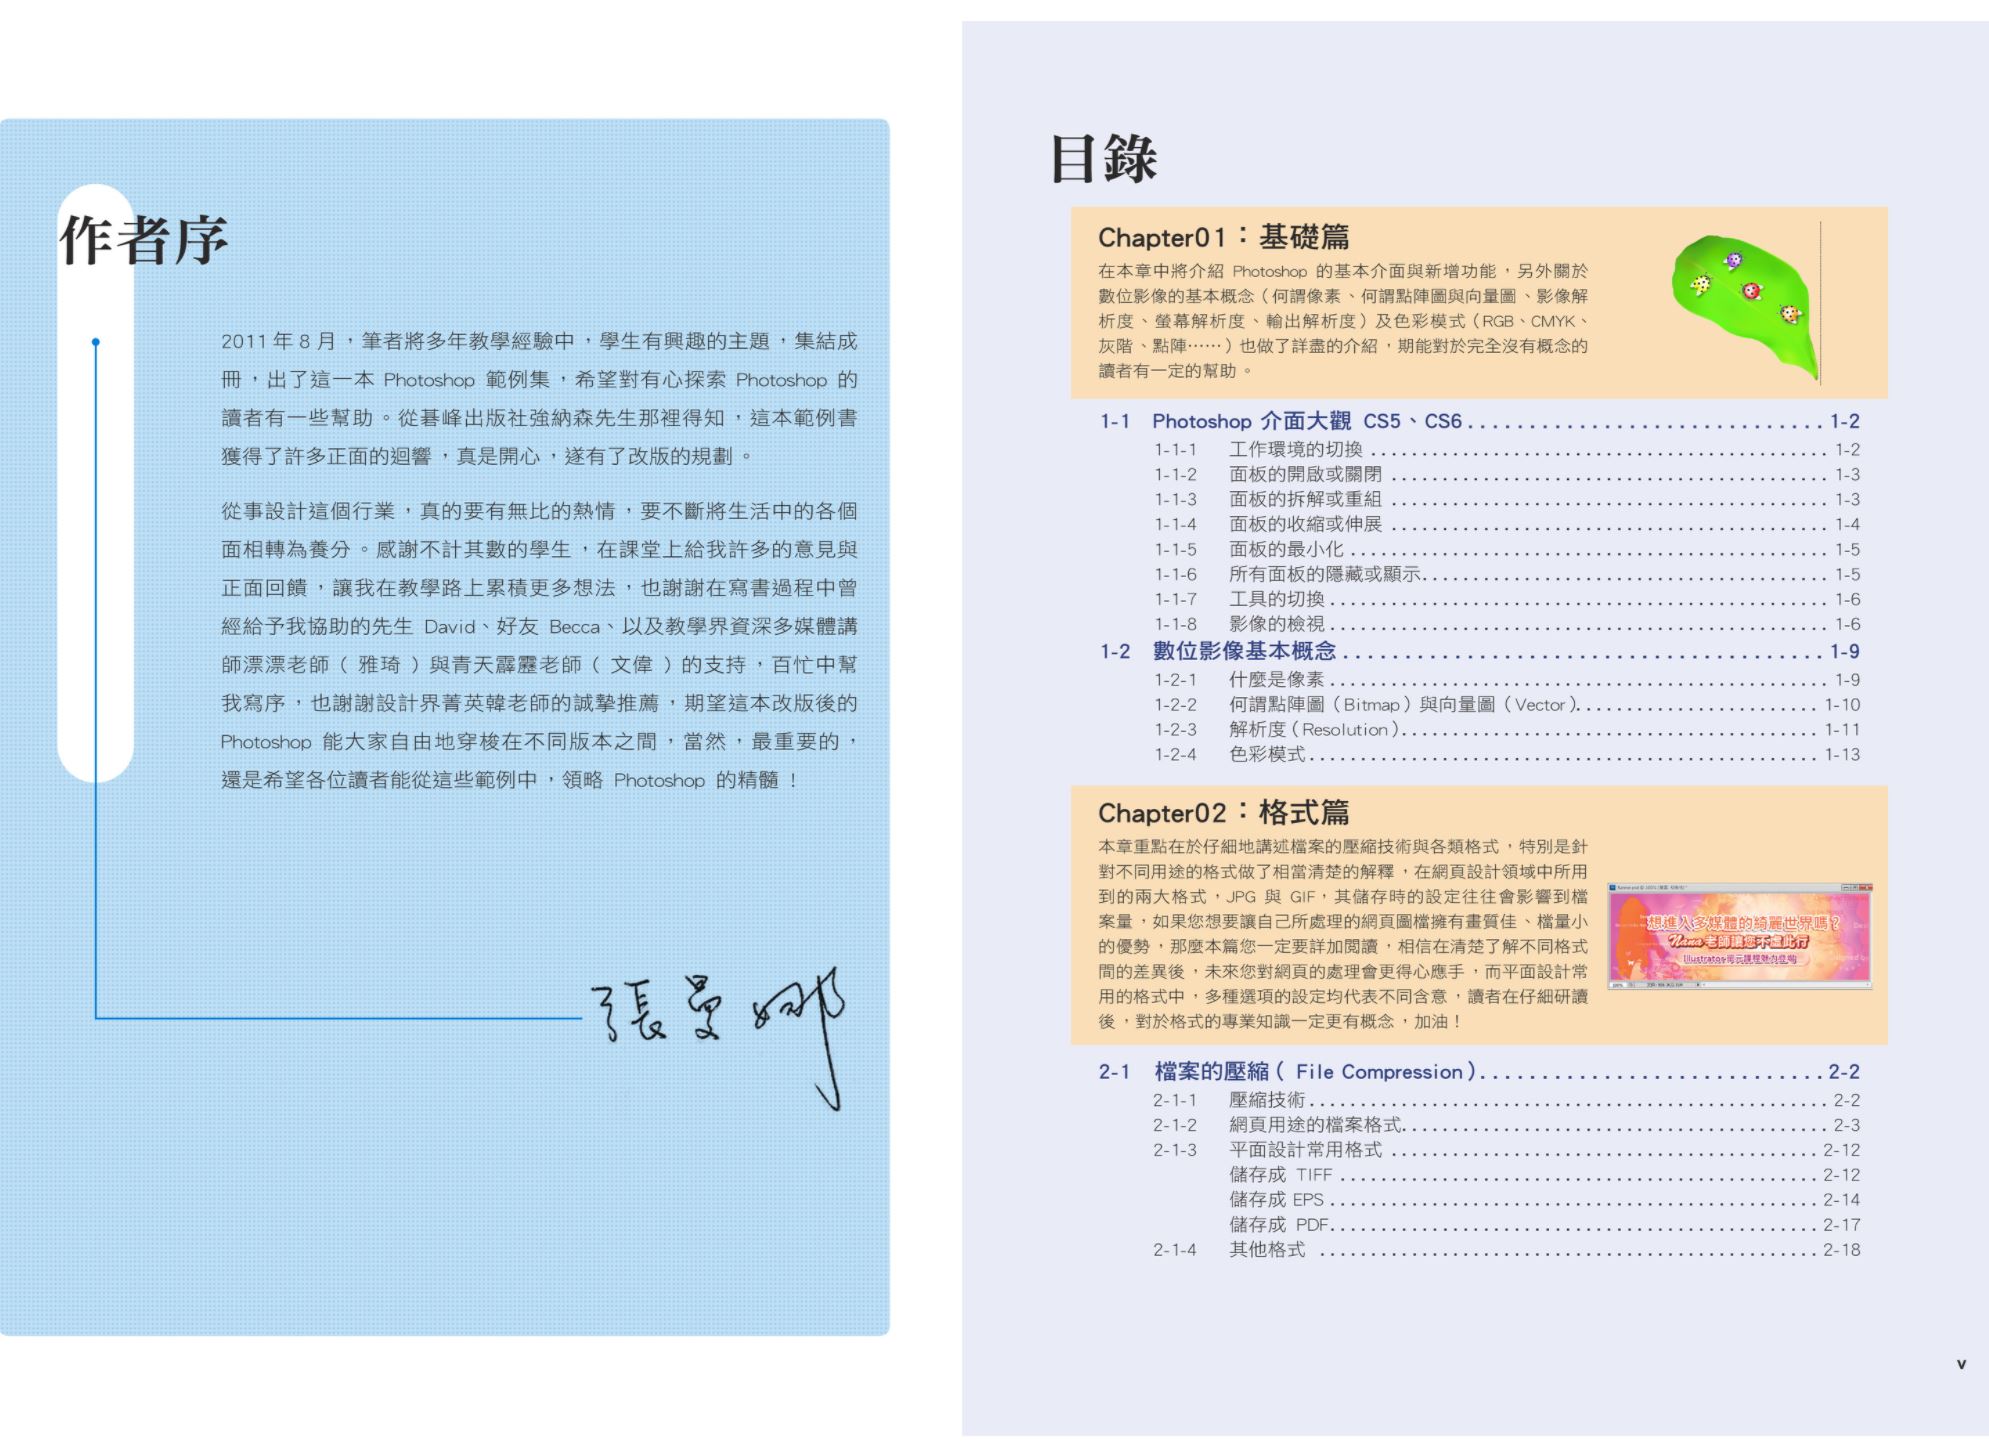 作者序
2011 年 8 月，筆者將多年教學經驗中，學生有興趣的主題，集結成
冊，出了這一本 Photoshop 範例集，希望對有心探索 Photoshop 的
讀者有一些幫助。從碁峰出版社強納森先生那裡得知，這本範例書
獲得了許多正面的迴響，真是開心，遂有了改版的規劃。
從事設計這個行業，真的要有無比的熱情，要不斷將生活中的各個
面相轉為養分。感謝不計其數的學生，在課堂上給我許多的意見與
正面回饋，讓我在教學路上累積更多想法，也謝謝在寫書過程中曾
經給予我協助的先生 David、好友 Becca、以及教學界資深多媒體講
師漂漂老師（ 雅琦 ）與青天霹靂老師（ 文偉 ）的支持，百忙中幫
我寫序，也謝謝設計界菁英韓老師的誠摯推薦，期望這本改版後的
Photoshop 能大家自由地穿梭在不同版本之間，當然，最重要的，
還是希望各位讀者能從這些範例中，領略 Photoshop 的精髓！
張曼娜
目錄
Chapter01：基礎篇
在本章中將介紹 Photoshop 的基本介面與新增功能，另外關於
數位影像的基本概念（何謂像素、何謂點陣圖與向量圖、影像解
析度、螢幕解析度、輸出解析度）及色彩模式（RGB、CMYK、
灰階、點陣……）也做了詳盡的介紹，期能對於完全沒有概念的
讀者有一定的幫助。
1-1 Photoshop 介面大觀 CS5、CS6 . . . . . . . . . . 1-2
1-1-1 工作環境的切換 . . . . . . . . . . 1-2
1-1-2 面板的開啟或關閉 . . . . . . . . . . 1-3
1-1-3 面板的拆解或重組 . . . . . . . . . . 1-3
1-1-4 面板的收縮或伸展 . . . . . . . . . . 1-4
1-1-5 面板的最小化 . . . . . . . . . . 1-5
1-1-6 所有面板的隱藏或顯示 . . . . . . . . . . 1-5
1-1-7 工具的切換 . . . . . . . . . . 1-6
1-1-8 影像的檢視 . . . . . . . . . . 1-6
1-2 數位影像基本概念 . . . . . . . . . . 1-9
1-2-1 什麼是像素 . . . . . . . . . . 1-9
1-2-2 何謂點陣圖（Bitmap）與向量圖（Vector） . . . . . . . . . . 1-10
1-2-3 解析度（Resolution） . . . . . . . . . . 1-11
1-2-4 色彩模式 . . . . . . . . . . 1-13
Chapter02：格式篇
本章重點在於仔細地講述檔案的壓縮技術與各類格式，特別是針
對不同用途的格式做了相當清楚的解釋，在網頁設計領域中所用
到的兩大格式，JPG 與 GIF，其儲存時的設定往往會影響到檔
案量，如果您想要讓自己所處理的網頁圖檔擁有畫質佳、檔量小
的優勢，那麼本篇您一定要詳加閱讀，相信在清楚了解不同格式
間的差異後，未來您對網頁的處理會更得心應手，而平面設計常
用的格式中，多種選項的設定均代表不同含意，讀者在仔細研讀
後，對於格式的專業知識一定更有概念，加油！
想進入多媒體的綺麗世界嗎？
Nana 老師讓您不虛此行
2-1 檔案的壓縮（ File Compression） . . . . . . . . . . 2-2
2-1-1 壓縮技術 . . . . . . . . . . 2-2
2-1-2 網頁用途的檔案格式 . . . . . . . . . . 2-3
2-1-3 平面設計常用格式 . . . . . . . . . . 2-12
儲存成 TIFF . . . . . . . . . . 2-12
儲存成 EPS . . . . . . . . . . 2-14
儲存成 PDF . . . . . . . . . . 2-17
2-1-4 其他格式 . . . . . . . . . . 2-18
v